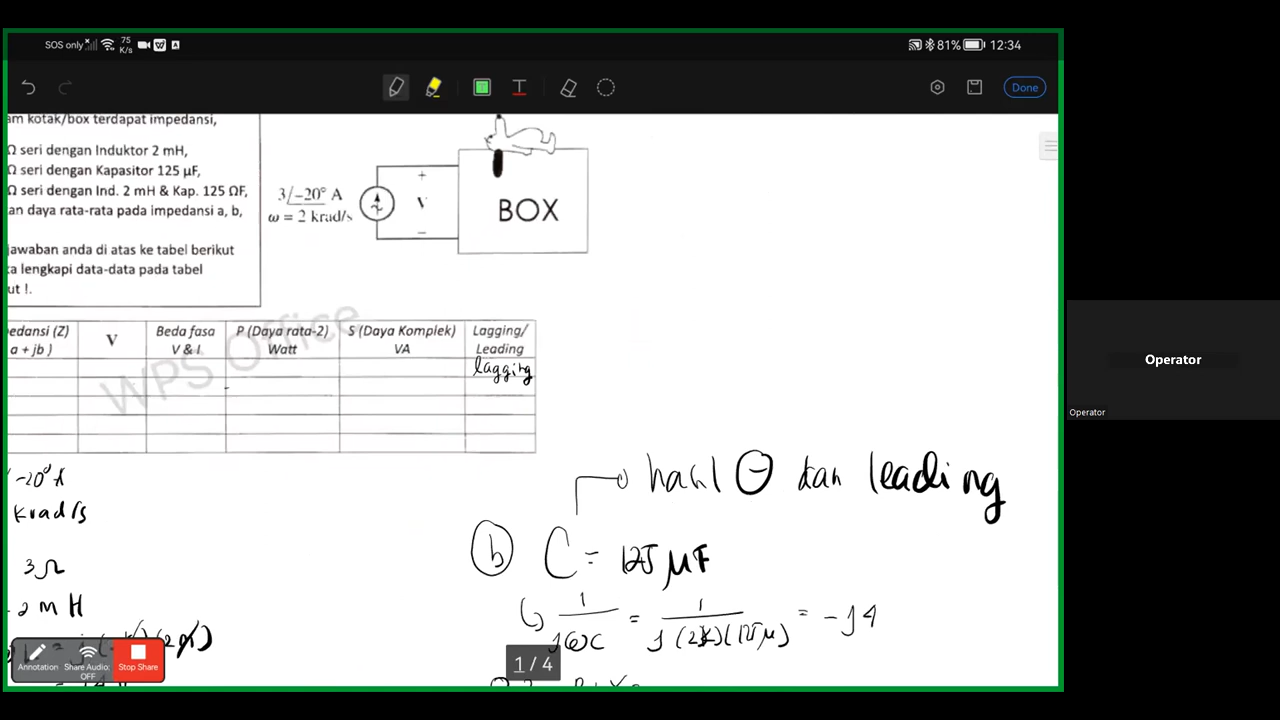 SOS only 75 K/s 81% 12:34
Done
am kotak/box terdapat impedansi,
Ω seri dengan Induktor 2 mH,
Ω seri dengan Kapasitor 125 µF,
Ω seri dengan Ind. 2 mH & Kap. 125 ΩF,
an daya rata-rata pada impedansi a, b,
jawaban anda di atas ke tabel berikut
a lengkapi data-data pada tabel
ut !.
3/-20° A
ω = 2 krad/s
+
V
−
BOX
WPS Office
edansi (Z) a + jb )
V
Beda fasa V & I
P (Daya rata-2) Watt
S (Daya Komplek) VA
Lagging/ Leading
lagging
-20° A
krad/s
3Ω
2 mH
hasil Θ dan leading
b C = 125 µF
1/jωC = 1/j(2k)(125µ) = -j4
1 / 4
Annotation
Share Audio: OFF
Stop Share
Operator
Operator